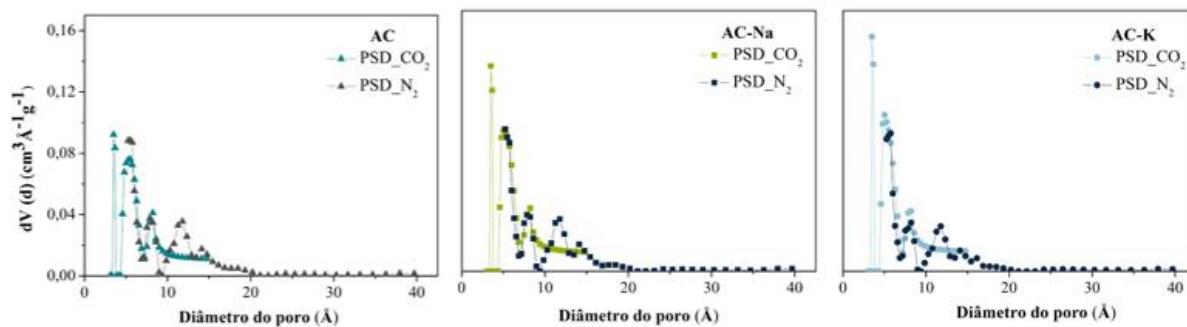 AC
PSD_CO₂
PSD_N₂
AC-Na
PSD_CO₂
PSD_N₂
AC-K
PSD_CO₂
PSD_N₂
dV (d) (cm³Å⁻¹g⁻¹)
0,16
0,12
0,08
0,04
0,00
0 10 20 30 40
0 10 20 30 40
0 10 20 30 40
Diâmetro do poro (Å)
Diâmetro do poro (Å)
Diâmetro do poro (Å)